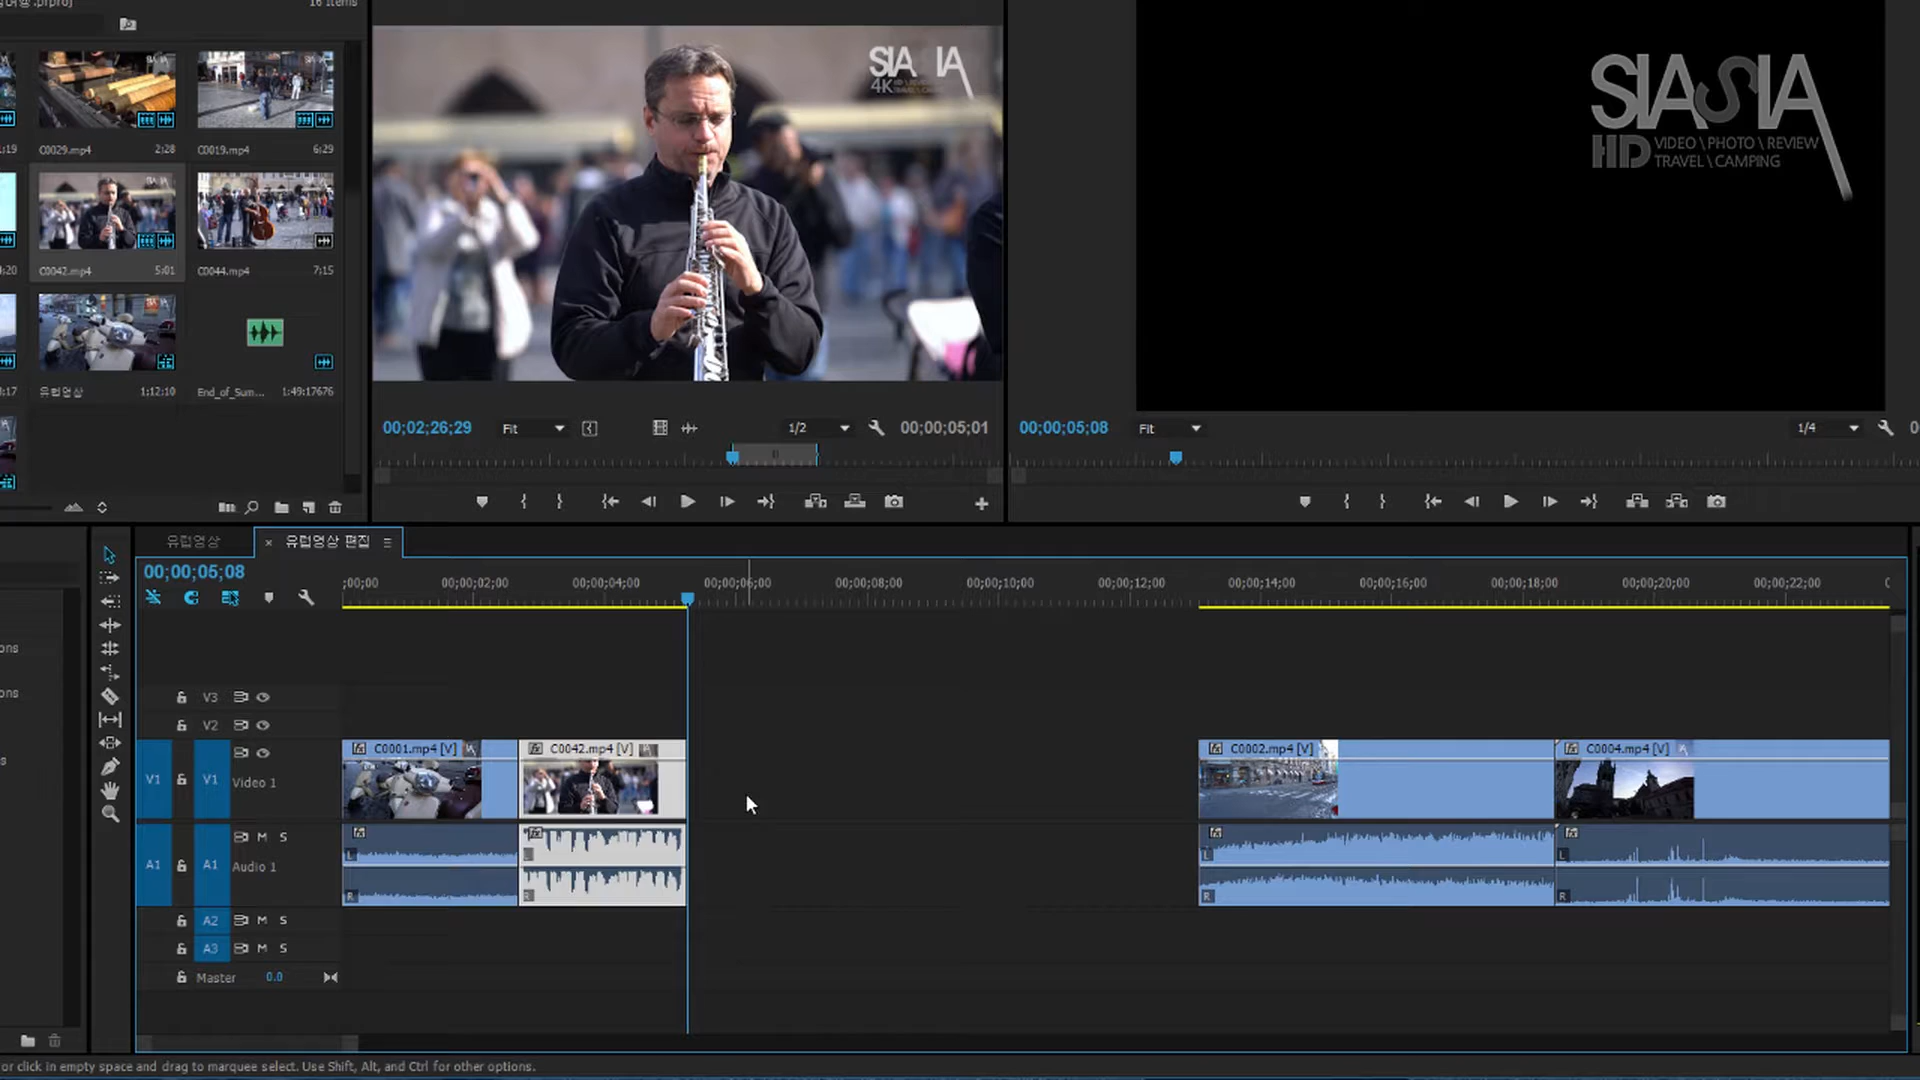 16 items
C0029.mp4 2;28
C0019.mp4 6;29
C0042.mp4 5;01
C0044.mp4 7;15
유럽영상 1;12;10
End_of_Sum... 1:49:17676
SIASIA
4K
00;02;26;29 Fit 1/2 00;00;05;01
SIASIA
HD VIDEO \ PHOTO \ REVIEW
TRAVEL \ CAMPING
00;00;05;08 Fit 1/4
유럽영상
× 유럽영상 편집
00;00;05;08
;00;00 00;00;02;00 00;00;04;00 00;00;06;00 00;00;08;00 00;00;10;00 00;00;12;00 00;00;14;00 00;00;16;00 00;00;18;00 00;00;20;00 00;00;22;00
V3
V2
V1 V1 Video 1
C0001.mp4 [V] C0042.mp4 [V] C0002.mp4 [V] C0004.mp4 [V]
A1 A1 M S Audio 1
L L L L
R R R R
A2 M S
A3 M S
Master 0.0
or click in empty space and drag to marquee select. Use Shift, Alt, and Ctrl for other options.